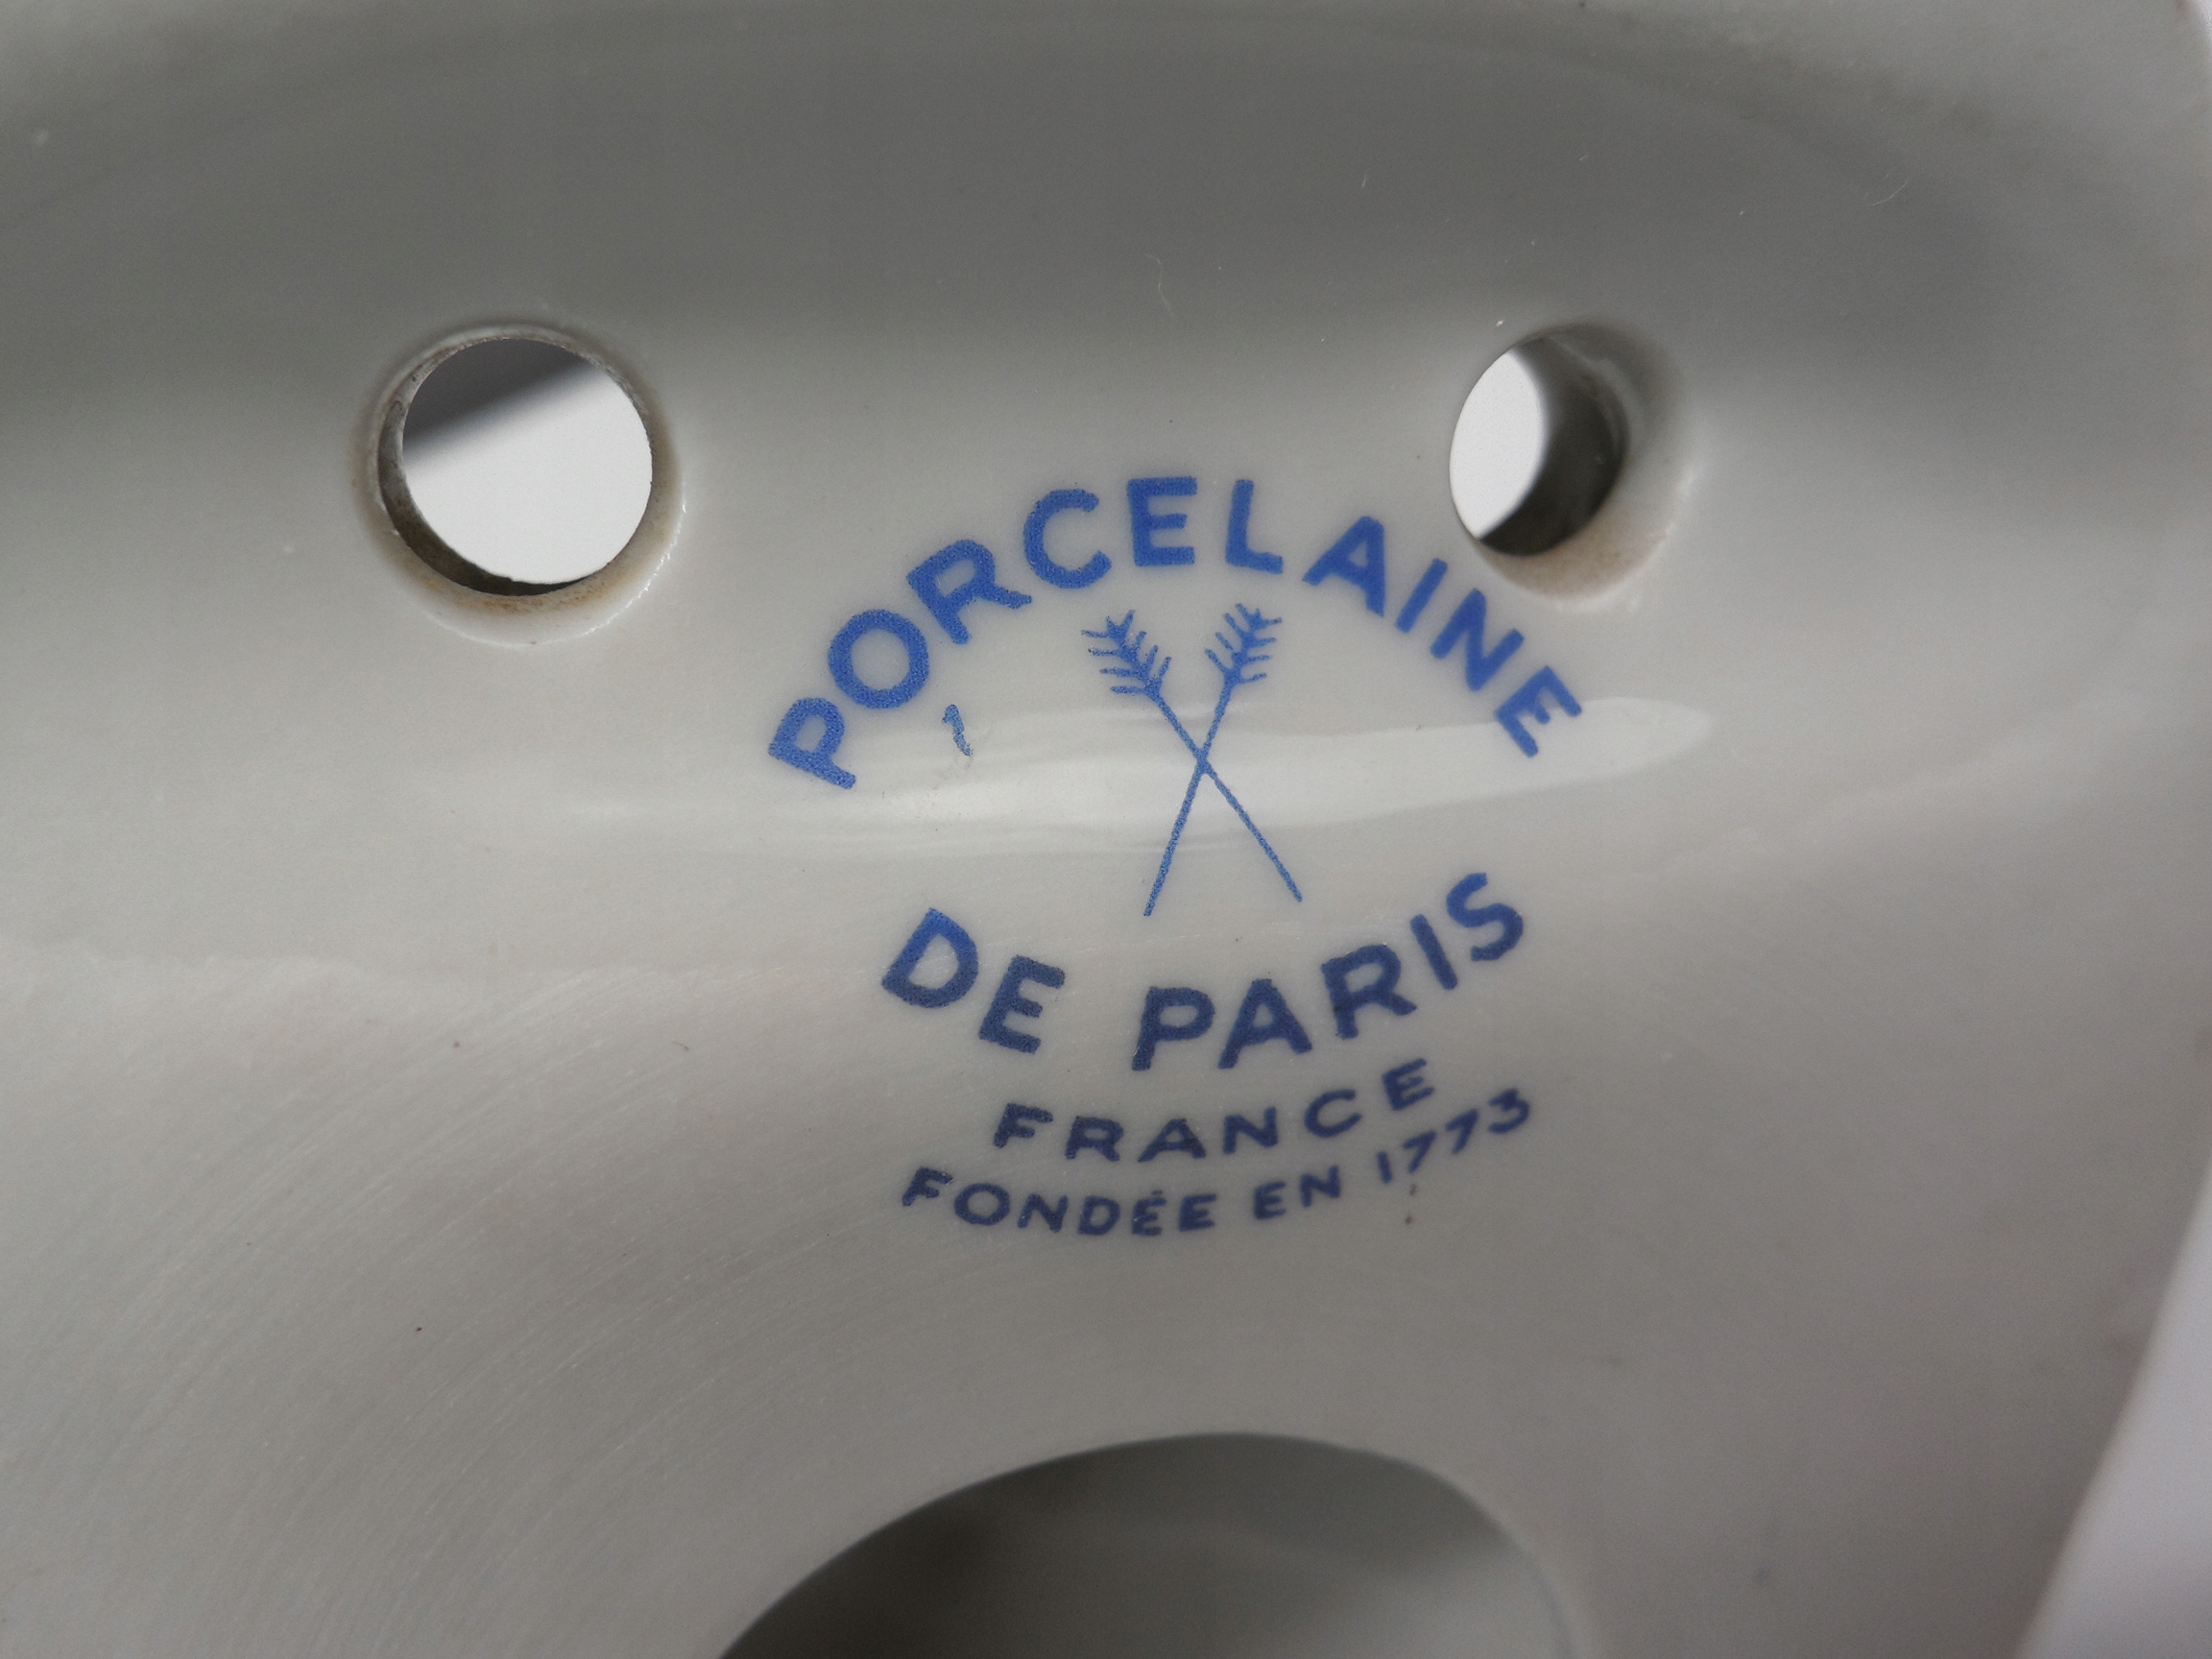 PORCELAINE
DE PARIS
FRANCE
FONDÉE EN 1773